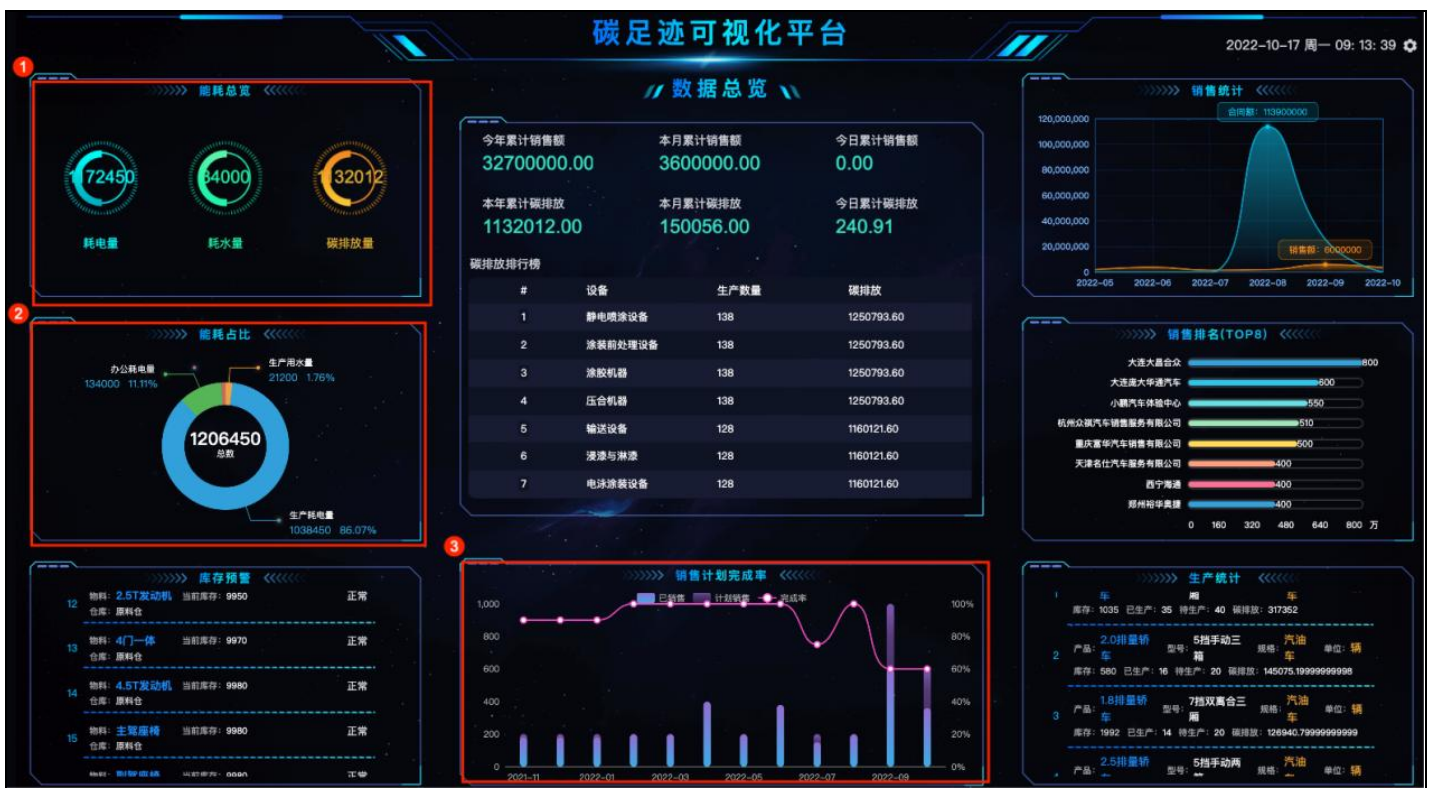 碳足迹可视化平台
2022-10-17 周一 09: 13: 39
1
能耗总览
172450
84000
1132012
耗电量
耗水量
碳排放量
2
能耗占比
办公耗电量
134000 11.11%
生产用水量
21200 1.76%
1206450
总数
生产耗电量
1038450 86.07%
库存预警
12 物料: 2.5T发动机 当前库存: 9950 正常
仓库: 原料仓
13 物料: 4门一体 当前库存: 9970 正常
仓库: 原料仓
14 物料: 4.5T发动机 当前库存: 9980 正常
仓库: 原料仓
15 物料: 主驾座椅 当前库存: 9980 正常
仓库: 原料仓
数据总览
今年累计销售额 本月累计销售额 今日累计销售额
32700000.00 3600000.00 0.00
本年累计碳排放 本月累计碳排放 今日累计碳排放
1132012.00 150056.00 240.91
碳排放排行榜
# 设备 生产数量 碳排放
1 静电喷涂设备 138 1250793.60
2 涂装前处理设备 138 1250793.60
3 涂胶机器 138 1250793.60
4 压合机器 138 1250793.60
5 输送设备 128 1160121.60
6 浸漆与淋漆 128 1160121.60
7 电泳涂装设备 128 1160121.60
3
销售计划完成率
已销售 计划销售 完成率
1,000 100%
800 80%
600 60%
400 40%
200 20%
0 0%
2021-11 2022-01 2022-03 2022-05 2022-07 2022-09
销售统计
合同额: 113900000
120,000,000
100,000,000
80,000,000
60,000,000
40,000,000
20,000,000
销售额: 6000000
0
2022-05 2022-06 2022-07 2022-08 2022-09 2022-10
销售排名(TOP8)
大连大昌合众 800
大连庞大华通汽车 600
小鹏汽车体验中心 550
杭州众祺汽车销售服务有限公司 510
重庆富华汽车销售有限公司 500
天津名仕汽车服务有限公司 400
西宁海通 400
郑州裕华奥捷 400
0 160 320 480 640 800 万
生产统计
车 厢 车
库存: 1035 已生产: 35 待生产: 40 碳排放: 317352
2 产品: 2.0排量轿车 型号: 5挡手动三箱 规格: 汽油车 单位: 辆
库存: 580 已生产: 16 待生产: 20 碳排放: 145075.19999999998
3 产品: 1.8排量轿车 型号: 7挡双离合三厢 规格: 汽油车 单位: 辆
库存: 1992 已生产: 14 待生产: 20 碳排放: 126940.79999999999
产品: 2.5排量轿 型号: 5挡手动两 规格: 汽油 单位: 辆